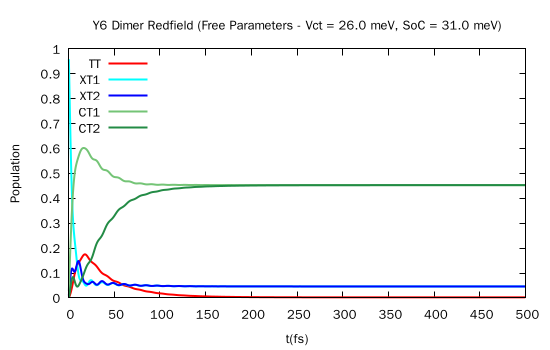 Y6 Dimer Redfield (Free Parameters - Vct = 26.0 meV, SoC = 31.0 meV)
1
0.9
0.8
0.7
0.6
0.5
0.4
0.3
0.2
0.1
0
Population
TT
XT1
XT2
CT1
CT2
0 50 100 150 200 250 300 350 400 450 500
t(fs)